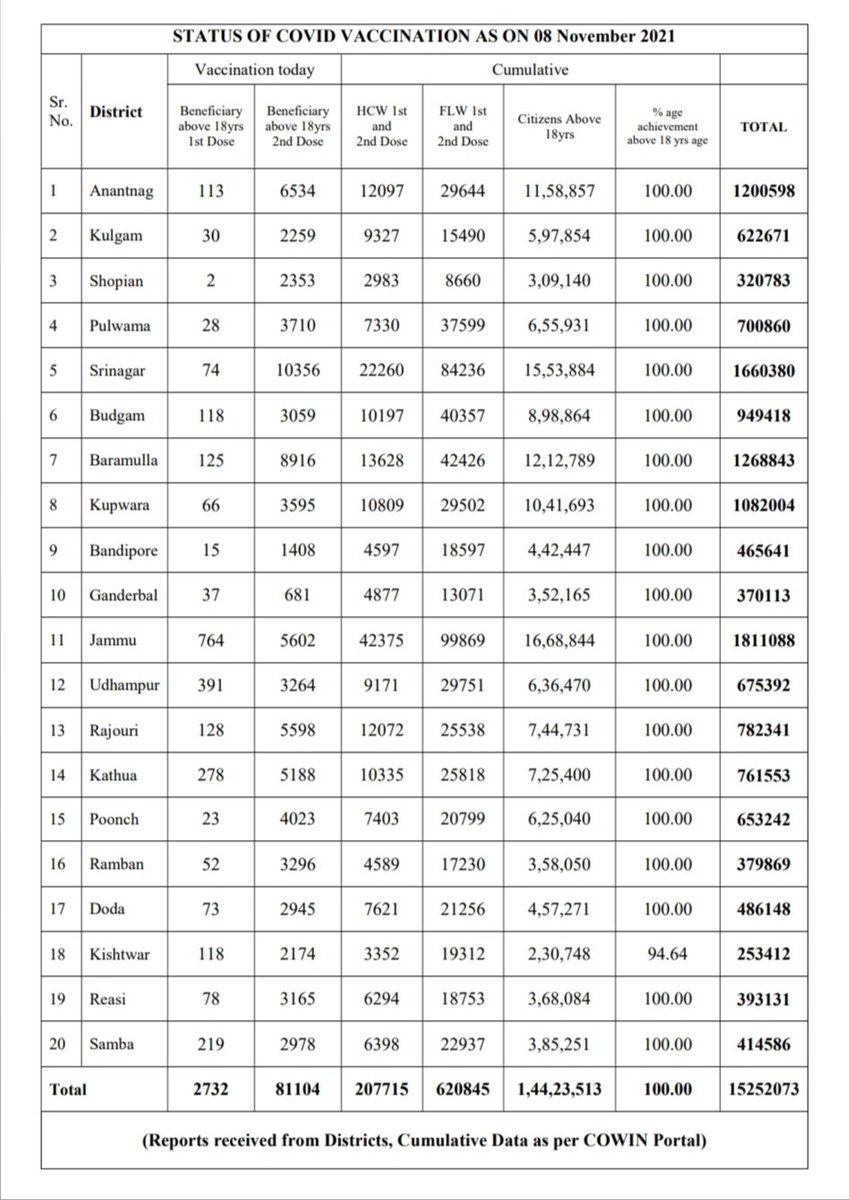 STATUS OF COVID VACCINATION AS ON 08 November 2021
Vaccination today Cumulative
Sr. No. District Beneficiary above 18yrs 1st Dose Beneficiary above 18yrs 2nd Dose HCW 1st and 2nd Dose FLW 1st and 2nd Dose Citizens Above 18yrs % age achievement above 18 yrs age TOTAL
1 Anantnag 113 6534 12097 29644 11,58,857 100.00 1200598
2 Kulgam 30 2259 9327 15490 5,97,854 100.00 622671
3 Shopian 2 2353 2983 8660 3,09,140 100.00 320783
4 Pulwama 28 3710 7330 37599 6,55,931 100.00 700860
5 Srinagar 74 10356 22260 84236 15,53,884 100.00 1660380
6 Budgam 118 3059 10197 40357 8,98,864 100.00 949418
7 Baramulla 125 8916 13628 42426 12,12,789 100.00 1268843
8 Kupwara 66 3595 10809 29502 10,41,693 100.00 1082004
9 Bandipore 15 1408 4597 18597 4,42,447 100.00 465641
10 Ganderbal 37 681 4877 13071 3,52,165 100.00 370113
11 Jammu 764 5602 42375 99869 16,68,844 100.00 1811088
12 Udhampur 391 3264 9171 29751 6,36,470 100.00 675392
13 Rajouri 128 5598 12072 25538 7,44,731 100.00 782341
14 Kathua 278 5188 10335 25818 7,25,400 100.00 761553
15 Poonch 23 4023 7403 20799 6,25,040 100.00 653242
16 Ramban 52 3296 4589 17230 3,58,050 100.00 379869
17 Doda 73 2945 7621 21256 4,57,271 100.00 486148
18 Kishtwar 118 2174 3352 19312 2,30,748 94.64 253412
19 Reasi 78 3165 6294 18753 3,68,084 100.00 393131
20 Samba 219 2978 6398 22937 3,85,251 100.00 414586
Total 2732 81104 207715 620845 1,44,23,513 100.00 15252073
(Reports received from Districts, Cumulative Data as per COWIN Portal)